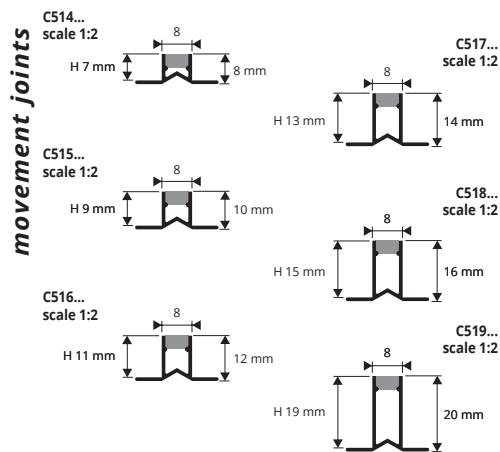 movement joints
C514...
scale 1:2
8
H 7 mm
8 mm
C515...
scale 1:2
8
H 9 mm
10 mm
C516...
scale 1:2
8
H 11 mm
12 mm
C517...
scale 1:2
8
H 13 mm
14 mm
C518...
scale 1:2
8
H 15 mm
16 mm
C519...
scale 1:2
8
H 19 mm
20 mm